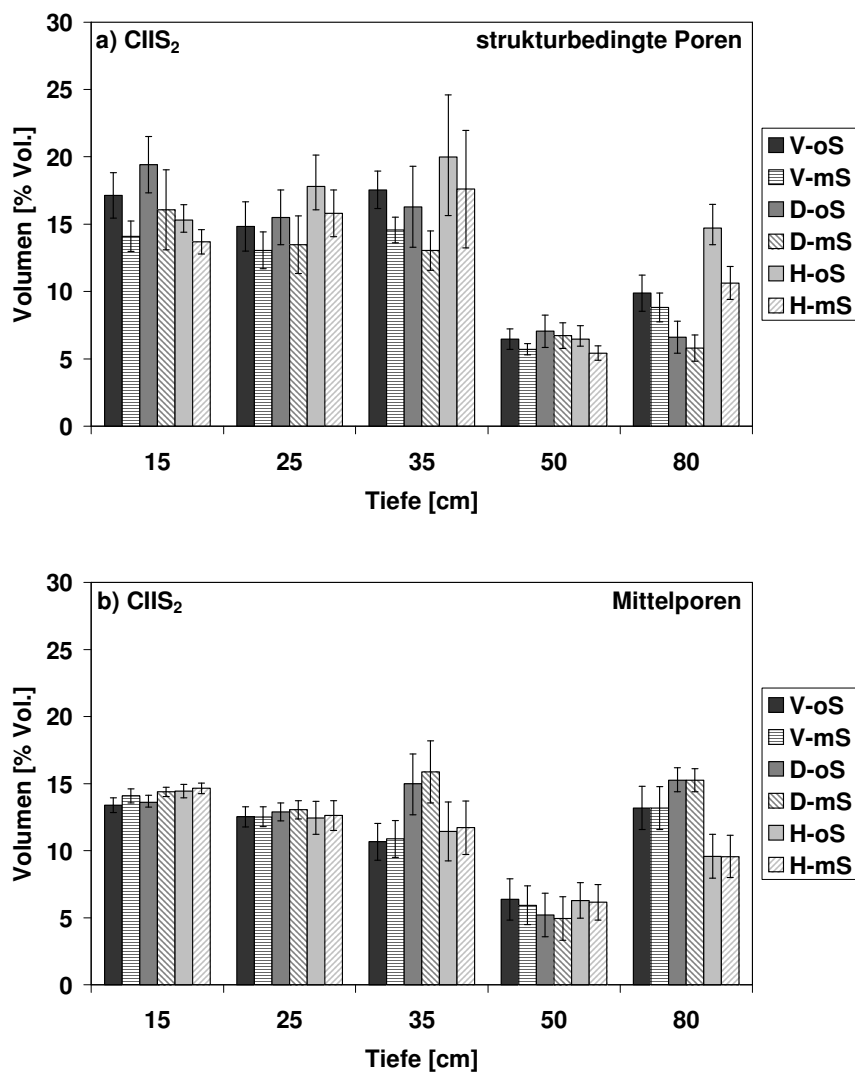 a) CIIS₂ strukturbedingte Poren
30
25
20
15
10
5
0
Volumen [% Vol.]
15 25 35 50 80
Tiefe [cm]
V-oS
V-mS
D-oS
D-mS
H-oS
H-mS
b) CIIS₂ Mittelporen
30
25
20
15
10
5
0
Volumen [% Vol.]
15 25 35 50 80
Tiefe [cm]
V-oS
V-mS
D-oS
D-mS
H-oS
H-mS